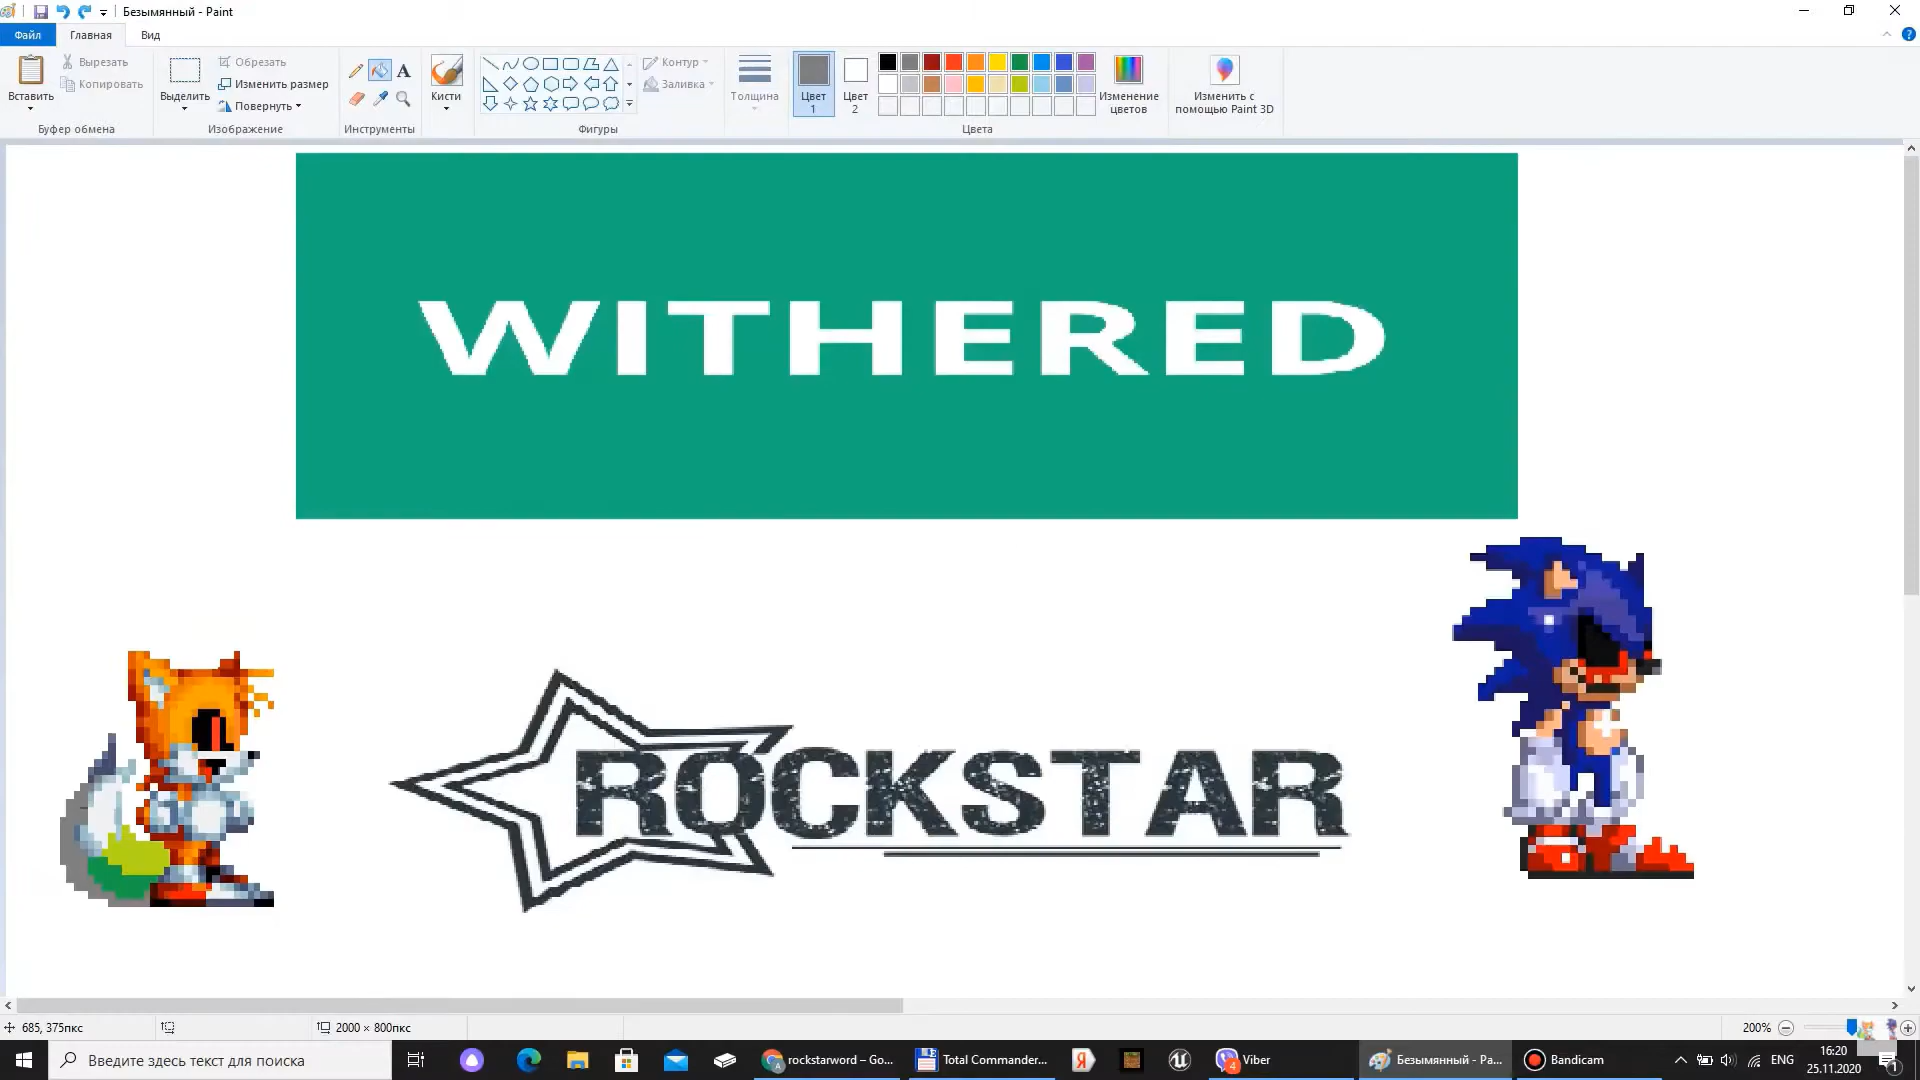 Безымянный - Paint
Файл
Главная
Вид
Вставить
Вырезать
Копировать
Буфер обмена
Выделить
Обрезать
Изменить размер
Повернуть
Изображение
A
Инструменты
Кисти
Контур
Заливка
Фигуры
Толщина
Цвет
1
Цвет
2
Изменение
цветов
Цвета
Изменить с
помощью Paint 3D
WITHERED
ROCKSTAR
685, 375пкс
2000 × 800пкс
200%
Введите здесь текст для поиска
rockstarword – Go...
Total Commander...
Я
Viber
4
Безымянный - Pa...
Bandicam
ENG
16:20
25.11.2020
1